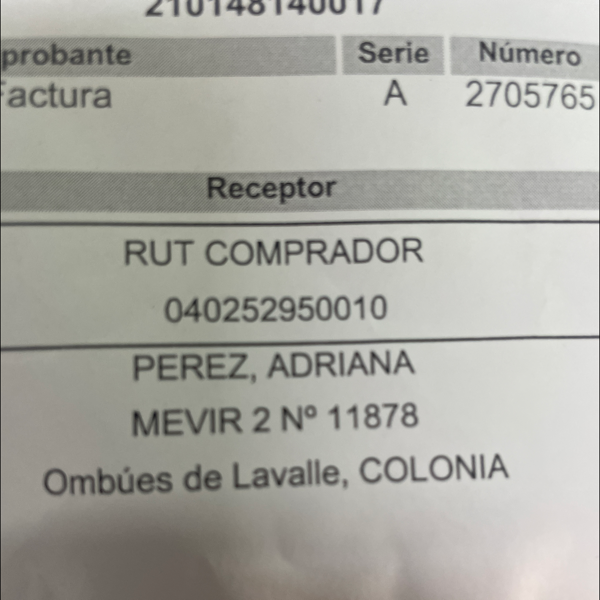 210148140017
probante Serie Número
Factura A 2705765
Receptor
RUT COMPRADOR
040252950010
PEREZ, ADRIANA
MEVIR 2 Nº 11878
Ombúes de Lavalle, COLONIA